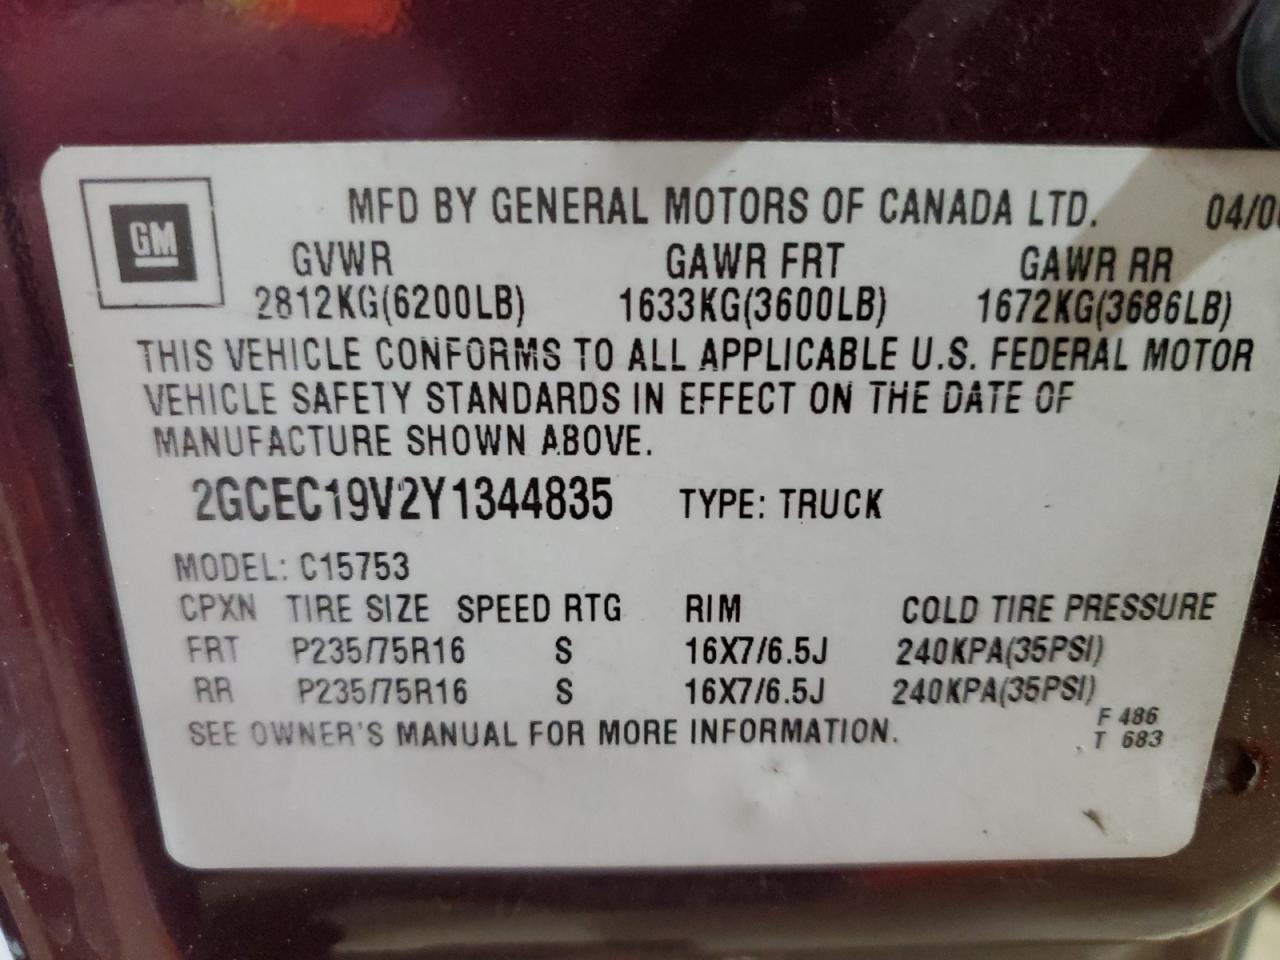 GM
MFD BY GENERAL MOTORS OF CANADA LTD. 04/0
GVWR GAWR FRT GAWR RR
2812KG(6200LB) 1633KG(3600LB) 1672KG(3686LB)
THIS VEHICLE CONFORMS TO ALL APPLICABLE U.S. FEDERAL MOTOR
VEHICLE SAFETY STANDARDS IN EFFECT ON THE DATE OF
MANUFACTURE SHOWN ABOVE.
2GCEC19V2Y1344835 TYPE: TRUCK
MODEL: C15753
CPXN TIRE SIZE SPEED RTG RIM COLD TIRE PRESSURE
FRT P235/75R16 S 16X7/6.5J 240KPA(35PSI)
RR P235/75R16 S 16X7/6.5J 240KPA(35PSI)
SEE OWNER'S MANUAL FOR MORE INFORMATION.
F 486
T 683